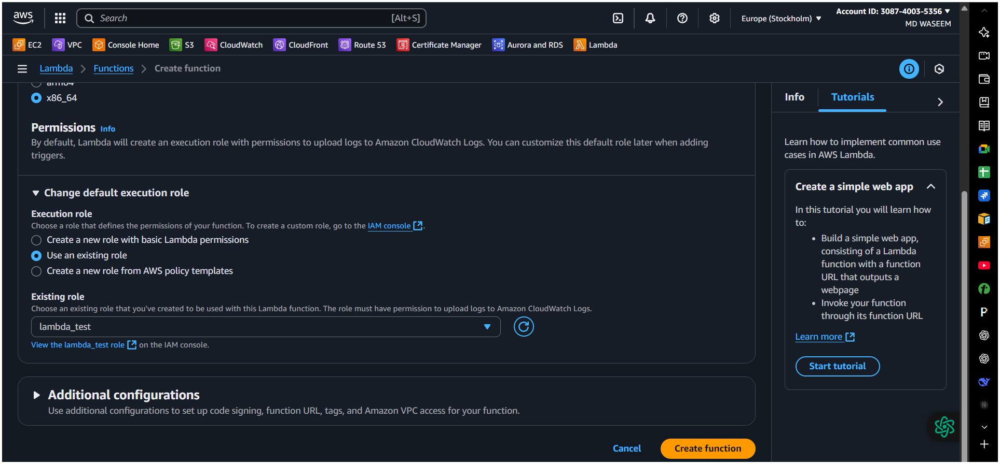 aws
Search
[Alt+S]
Europe (Stockholm)
Account ID: 3087-4003-5356
MD WASEEM
EC2
VPC
Console Home
S3
CloudWatch
CloudFront
Route 53
Certificate Manager
Aurora and RDS
Lambda
Lambda
Functions
Create function
arm64
x86_64
Permissions Info
By default, Lambda will create an execution role with permissions to upload logs to Amazon CloudWatch Logs. You can customize this default role later when adding
triggers.
Change default execution role
Execution role
Choose a role that defines the permissions of your function. To create a custom role, go to the IAM console.
Create a new role with basic Lambda permissions
Use an existing role
Create a new role from AWS policy templates
Existing role
Choose an existing role that you've created to be used with this Lambda function. The role must have permission to upload logs to Amazon CloudWatch Logs.
lambda_test
View the lambda_test role on the IAM console.
Additional configurations
Use additional configurations to set up code signing, function URL, tags, and Amazon VPC access for your function.
Cancel
Create function
Info
Tutorials
Learn how to implement common use
cases in AWS Lambda.
Create a simple web app
In this tutorial you will learn how
to:
• Build a simple web app,
consisting of a Lambda
function with a function
URL that outputs a
webpage
• Invoke your function
through its function URL
Learn more
Start tutorial
P